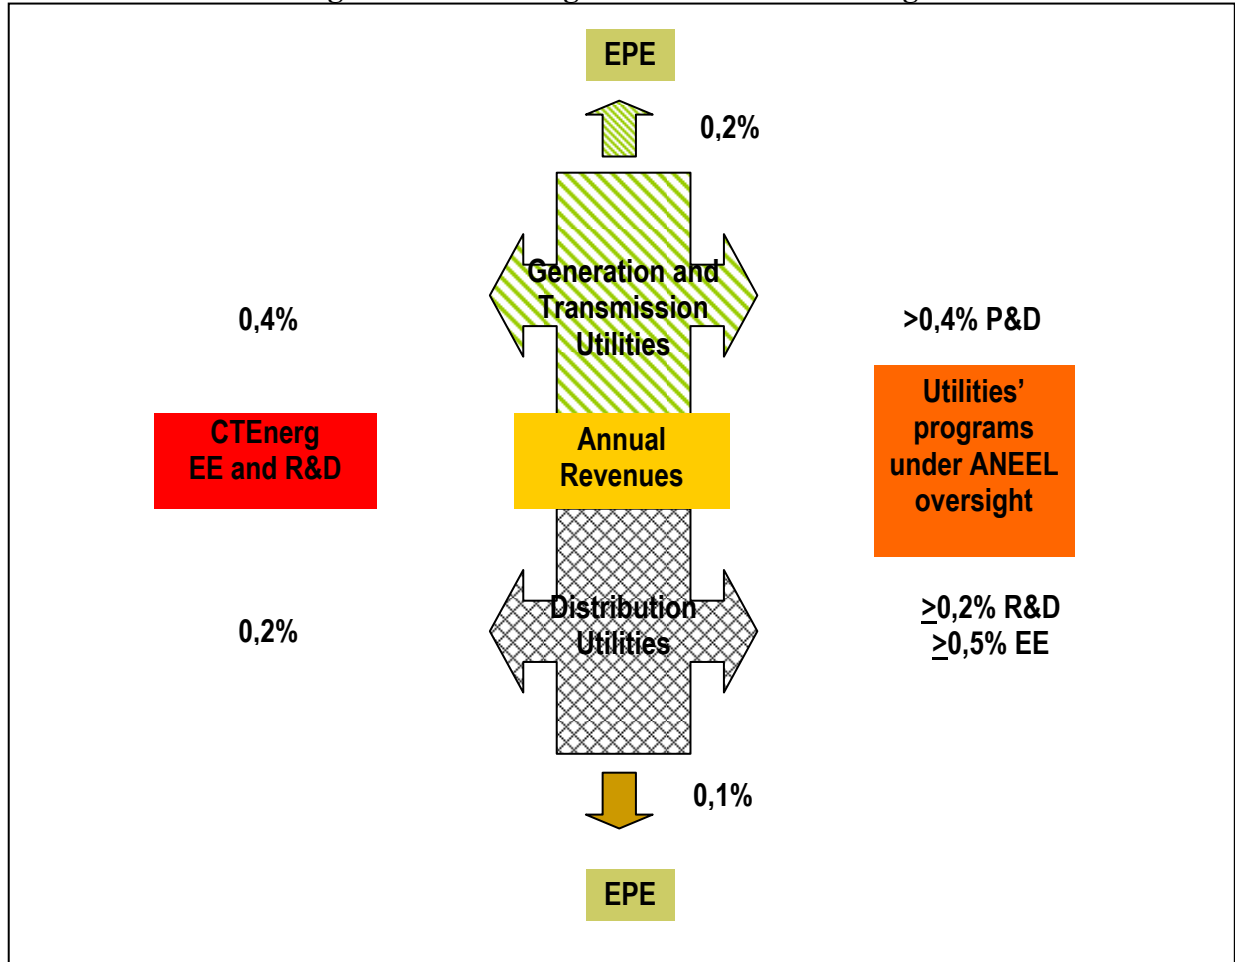 EPE
0,2%
Generation and
Transmission
Utilities
0,4%
>0,4% P&D
CTEnerg
EE and R&D
Annual
Revenues
Utilities’
programs
under ANEEL
oversight
Distribution
Utilities
0,2%
≥0,2% R&D
≥0,5% EE
0,1%
EPE